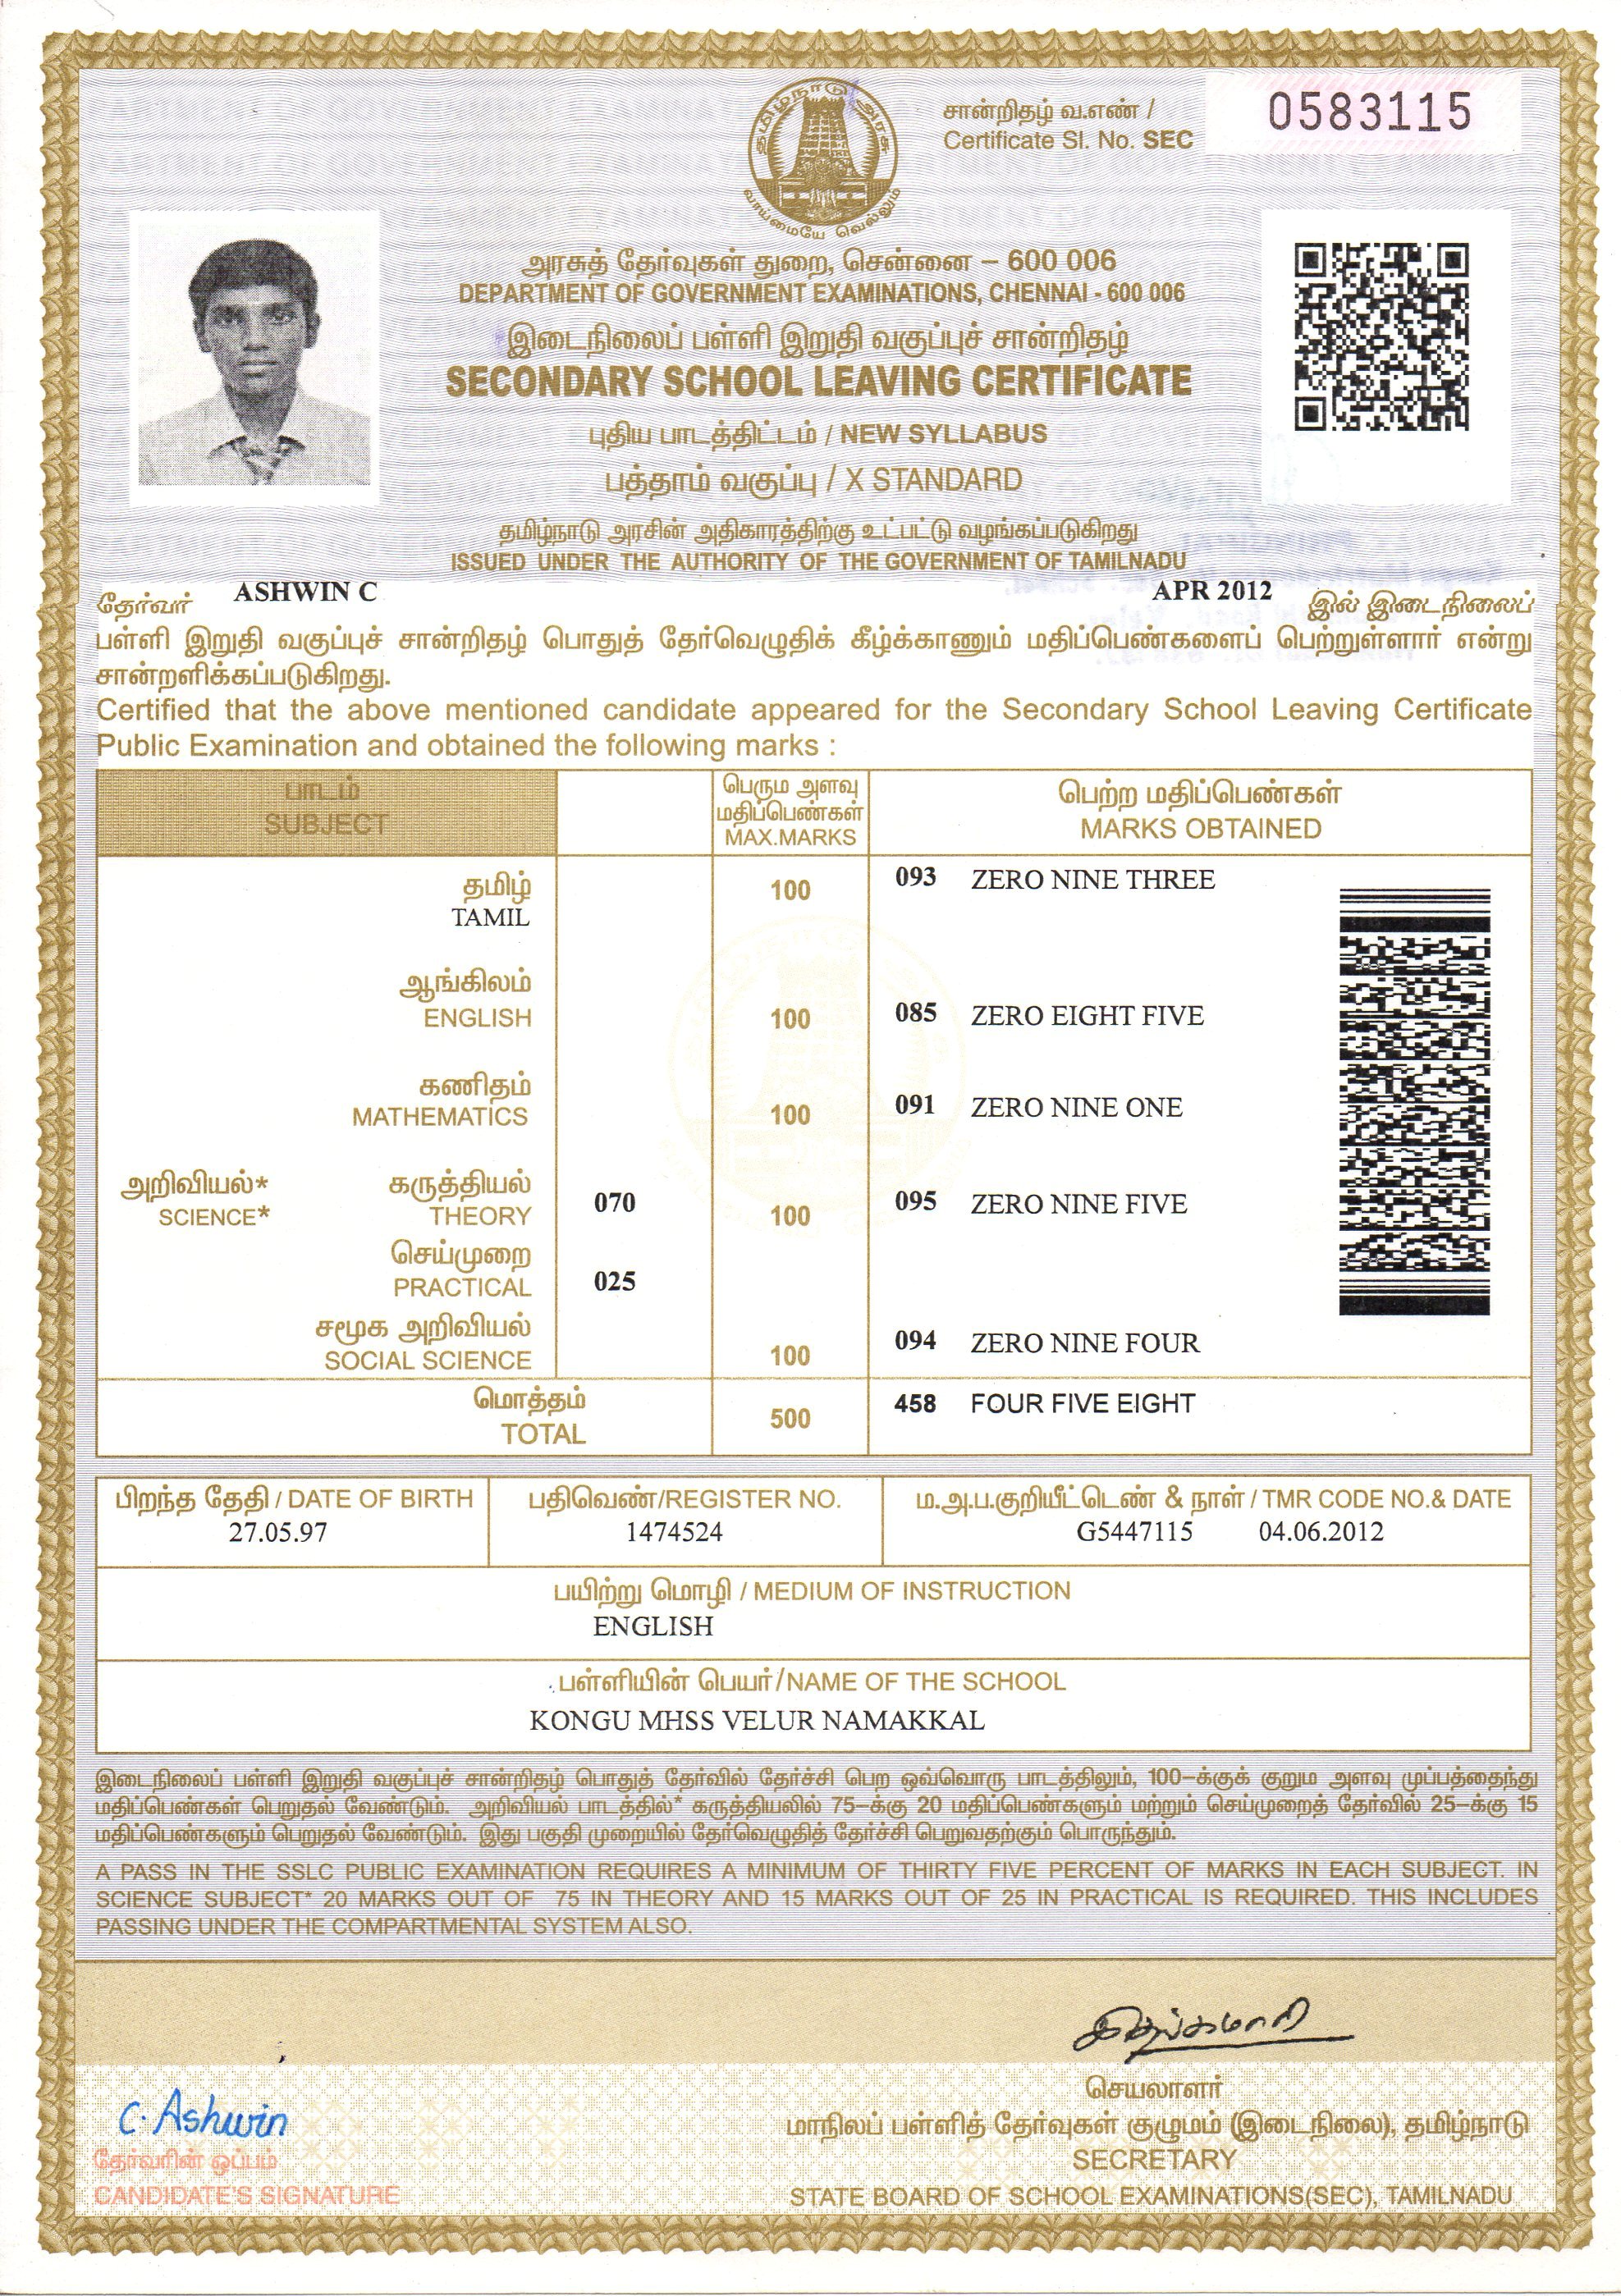 தமிழ்நாடு அரசு
வாய்மையே வெல்லும்
சான்றிதழ் வ.எண் /
Certificate Sl. No. SEC
0583115
அரசுத் தேர்வுகள் துறை, சென்னை – 600 006
DEPARTMENT OF GOVERNMENT EXAMINATIONS, CHENNAI - 600 006
இடைநிலைப் பள்ளி இறுதி வகுப்புச் சான்றிதழ்
SECONDARY SCHOOL LEAVING CERTIFICATE
புதிய பாடத்திட்டம் / NEW SYLLABUS
பத்தாம் வகுப்பு / X STANDARD
தமிழ்நாடு அரசின் அதிகாரத்திற்கு உட்பட்டு வழங்கப்படுகிறது
ISSUED UNDER THE AUTHORITY OF THE GOVERNMENT OF TAMILNADU
தேர்வர் ASHWIN C APR 2012 இல் இடைநிலைப்
பள்ளி இறுதி வகுப்புச் சான்றிதழ் பொதுத் தேர்வெழுதிக் கீழ்க்காணும் மதிப்பெண்களைப் பெற்றுள்ளார் என்று
சான்றளிக்கப்படுகிறது.
Certified that the above mentioned candidate appeared for the Secondary School Leaving Certificate
Public Examination and obtained the following marks :
பாடம்
SUBJECT
பெரும அளவு
மதிப்பெண்கள்
MAX.MARKS
பெற்ற மதிப்பெண்கள்
MARKS OBTAINED
தமிழ்
TAMIL 100 093 ZERO NINE THREE
ஆங்கிலம்
ENGLISH 100 085 ZERO EIGHT FIVE
கணிதம்
MATHEMATICS 100 091 ZERO NINE ONE
அறிவியல்* கருத்தியல்
SCIENCE* THEORY 070 100 095 ZERO NINE FIVE
செய்முறை
PRACTICAL 025
சமூக அறிவியல்
SOCIAL SCIENCE 100 094 ZERO NINE FOUR
மொத்தம்
TOTAL 500 458 FOUR FIVE EIGHT
பிறந்த தேதி / DATE OF BIRTH
27.05.97
பதிவெண்/REGISTER NO.
1474524
ம.அ.ப.குறியீட்டெண் & நாள் / TMR CODE NO.& DATE
G5447115 04.06.2012
பயிற்று மொழி / MEDIUM OF INSTRUCTION
ENGLISH
பள்ளியின் பெயர்/NAME OF THE SCHOOL
KONGU MHSS VELUR NAMAKKAL
இடைநிலைப் பள்ளி இறுதி வகுப்புச் சான்றிதழ் பொதுத் தேர்வில் தேர்ச்சி பெற ஒவ்வொரு பாடத்திலும், 100–க்குக் குறும அளவு முப்பத்தைந்து
மதிப்பெண்கள் பெறுதல் வேண்டும். அறிவியல் பாடத்தில்* கருத்தியலில் 75–க்கு 20 மதிப்பெண்களும் மற்றும் செய்முறைத் தேர்வில் 25–க்கு 15
மதிப்பெண்களும் பெறுதல் வேண்டும். இது பகுதி முறையில் தேர்வெழுதித் தேர்ச்சி பெறுவதற்கும் பொருந்தும்.
A PASS IN THE SSLC PUBLIC EXAMINATION REQUIRES A MINIMUM OF THIRTY FIVE PERCENT OF MARKS IN EACH SUBJECT. IN
SCIENCE SUBJECT* 20 MARKS OUT OF 75 IN THEORY AND 15 MARKS OUT OF 25 IN PRACTICAL IS REQUIRED. THIS INCLUDES
PASSING UNDER THE COMPARTMENTAL SYSTEM ALSO.
C. Ashwin
தேர்வரின் ஒப்பம்
CANDIDATE'S SIGNATURE
செயலாளர்
மாநிலப் பள்ளித் தேர்வுகள் குழுமம் (இடைநிலை), தமிழ்நாடு
SECRETARY
STATE BOARD OF SCHOOL EXAMINATIONS(SEC), TAMILNADU